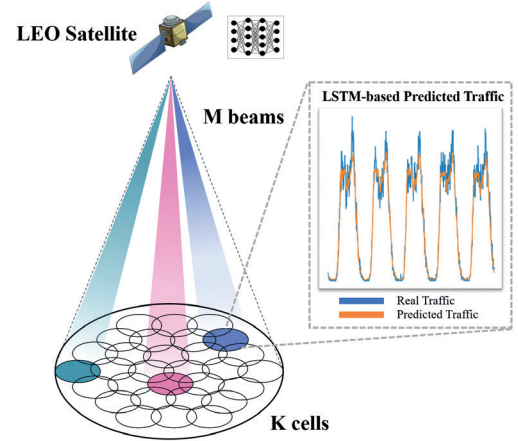 LEO Satellite
M beams
LSTM-based Predicted Traffic
Real Traffic
Predicted Traffic
K cells